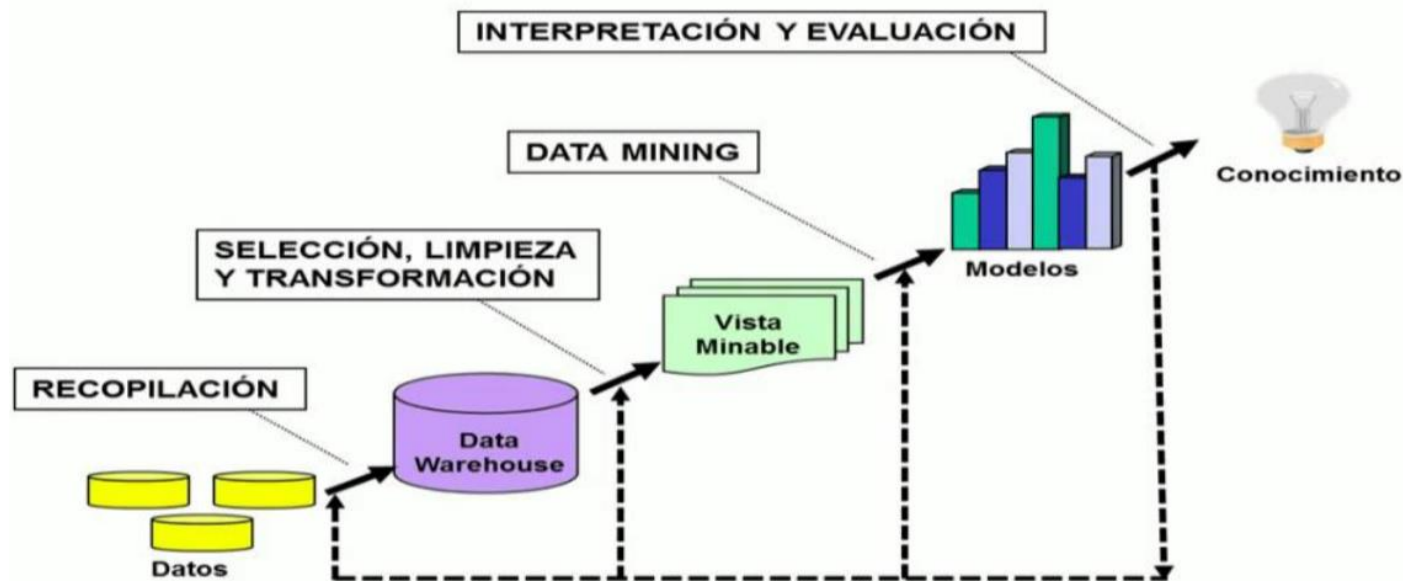 INTERPRETACIÓN Y EVALUACIÓN
DATA MINING
Conocimiento
SELECCIÓN, LIMPIEZA
Y TRANSFORMACIÓN
Modelos
Vista
Minable
RECOPILACIÓN
Data
Warehouse
Datos